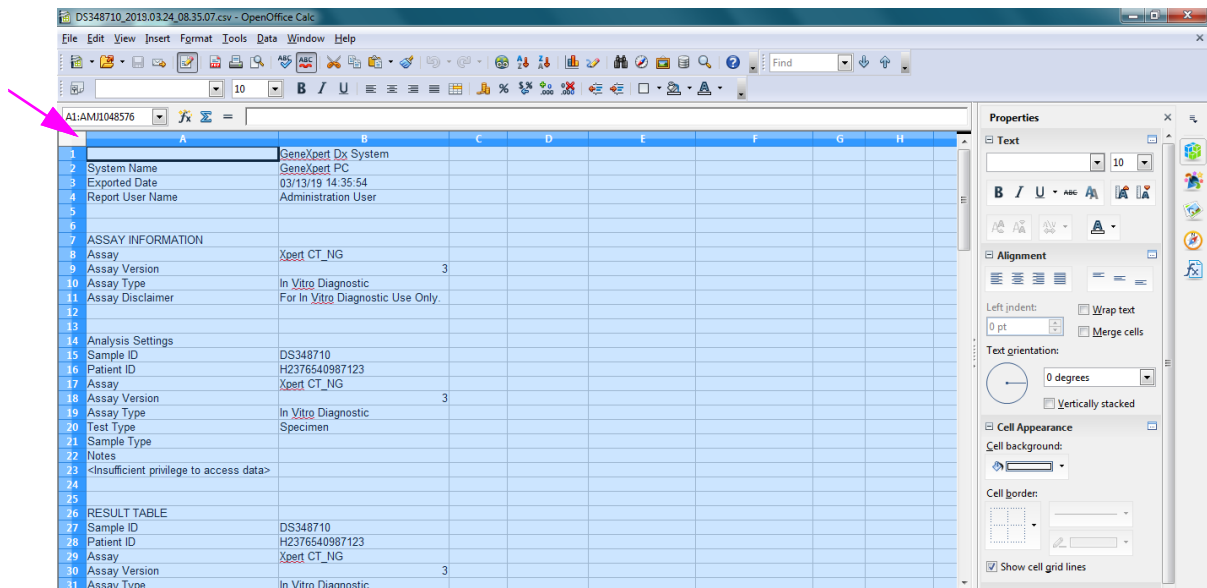 DS348710_2019.03.24_08.35.07.csv - OpenOffice Calc
File Edit View Insert Format Tools Data Window Help
Find
10
A1:AMJ1048576
A B C D E F G H
1 GeneXpert Dx System
2 System Name GeneXpert PC
3 Exported Date 03/13/19 14:35:54
4 Report User Name Administration User
5
6
7 ASSAY INFORMATION
8 Assay Xpert CT_NG
9 Assay Version 3
10 Assay Type In Vitro Diagnostic
11 Assay Disclaimer For In Vitro Diagnostic Use Only.
12
13
14 Analysis Settings
15 Sample ID DS348710
16 Patient ID H2376540987123
17 Assay Xpert CT_NG
18 Assay Version 3
19 Assay Type In Vitro Diagnostic
20 Test Type Specimen
21 Sample Type
22 Notes
23 <Insufficient privilege to access data>
24
25
26 RESULT TABLE
27 Sample ID DS348710
28 Patient ID H2376540987123
29 Assay Xpert CT_NG
30 Assay Version 3
31 Assay Type In Vitro Diagnostic
Properties
Text
10
Alignment
Left indent:
Wrap text
0 pt
Merge cells
Text orientation:
0 degrees
Vertically stacked
Cell Appearance
Cell background:
Cell border:
Show cell grid lines